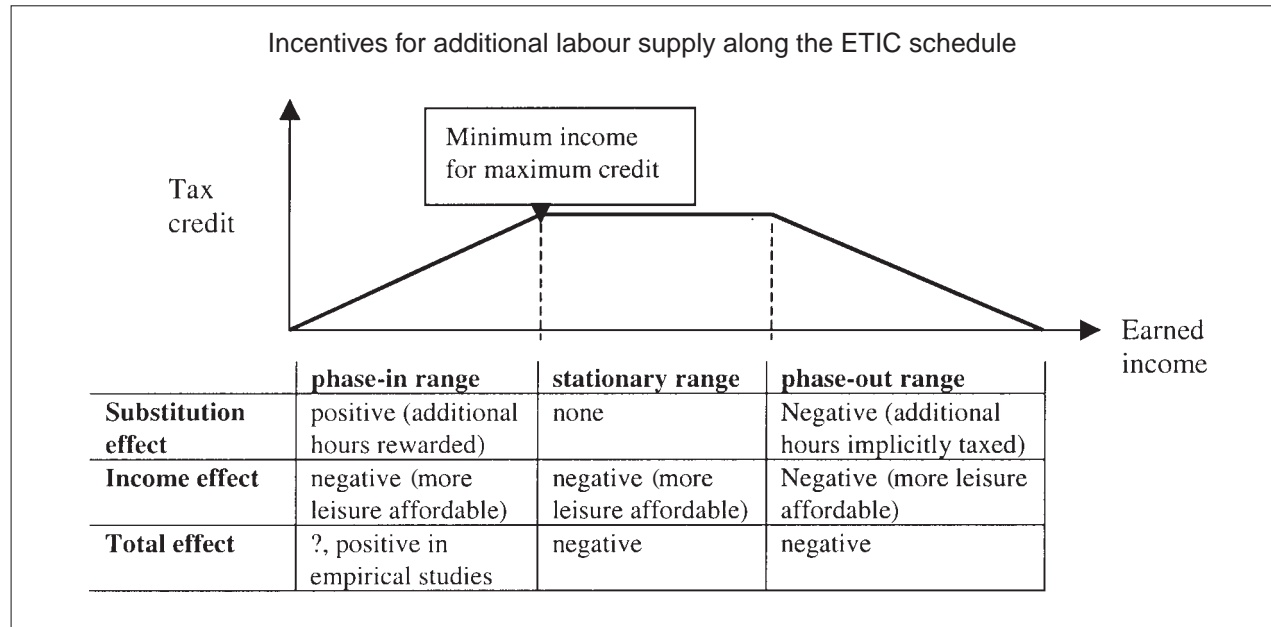 Incentives for additional labour supply along the ETIC schedule
Minimum income
for maximum credit
Tax
credit
Earned
income
phase-in range stationary range phase-out range
Substitution effect positive (additional hours rewarded) none Negative (additional hours implicitly taxed)
Income effect negative (more leisure affordable) negative (more leisure affordable) Negative (more leisure affordable)
Total effect ?, positive in empirical studies negative negative